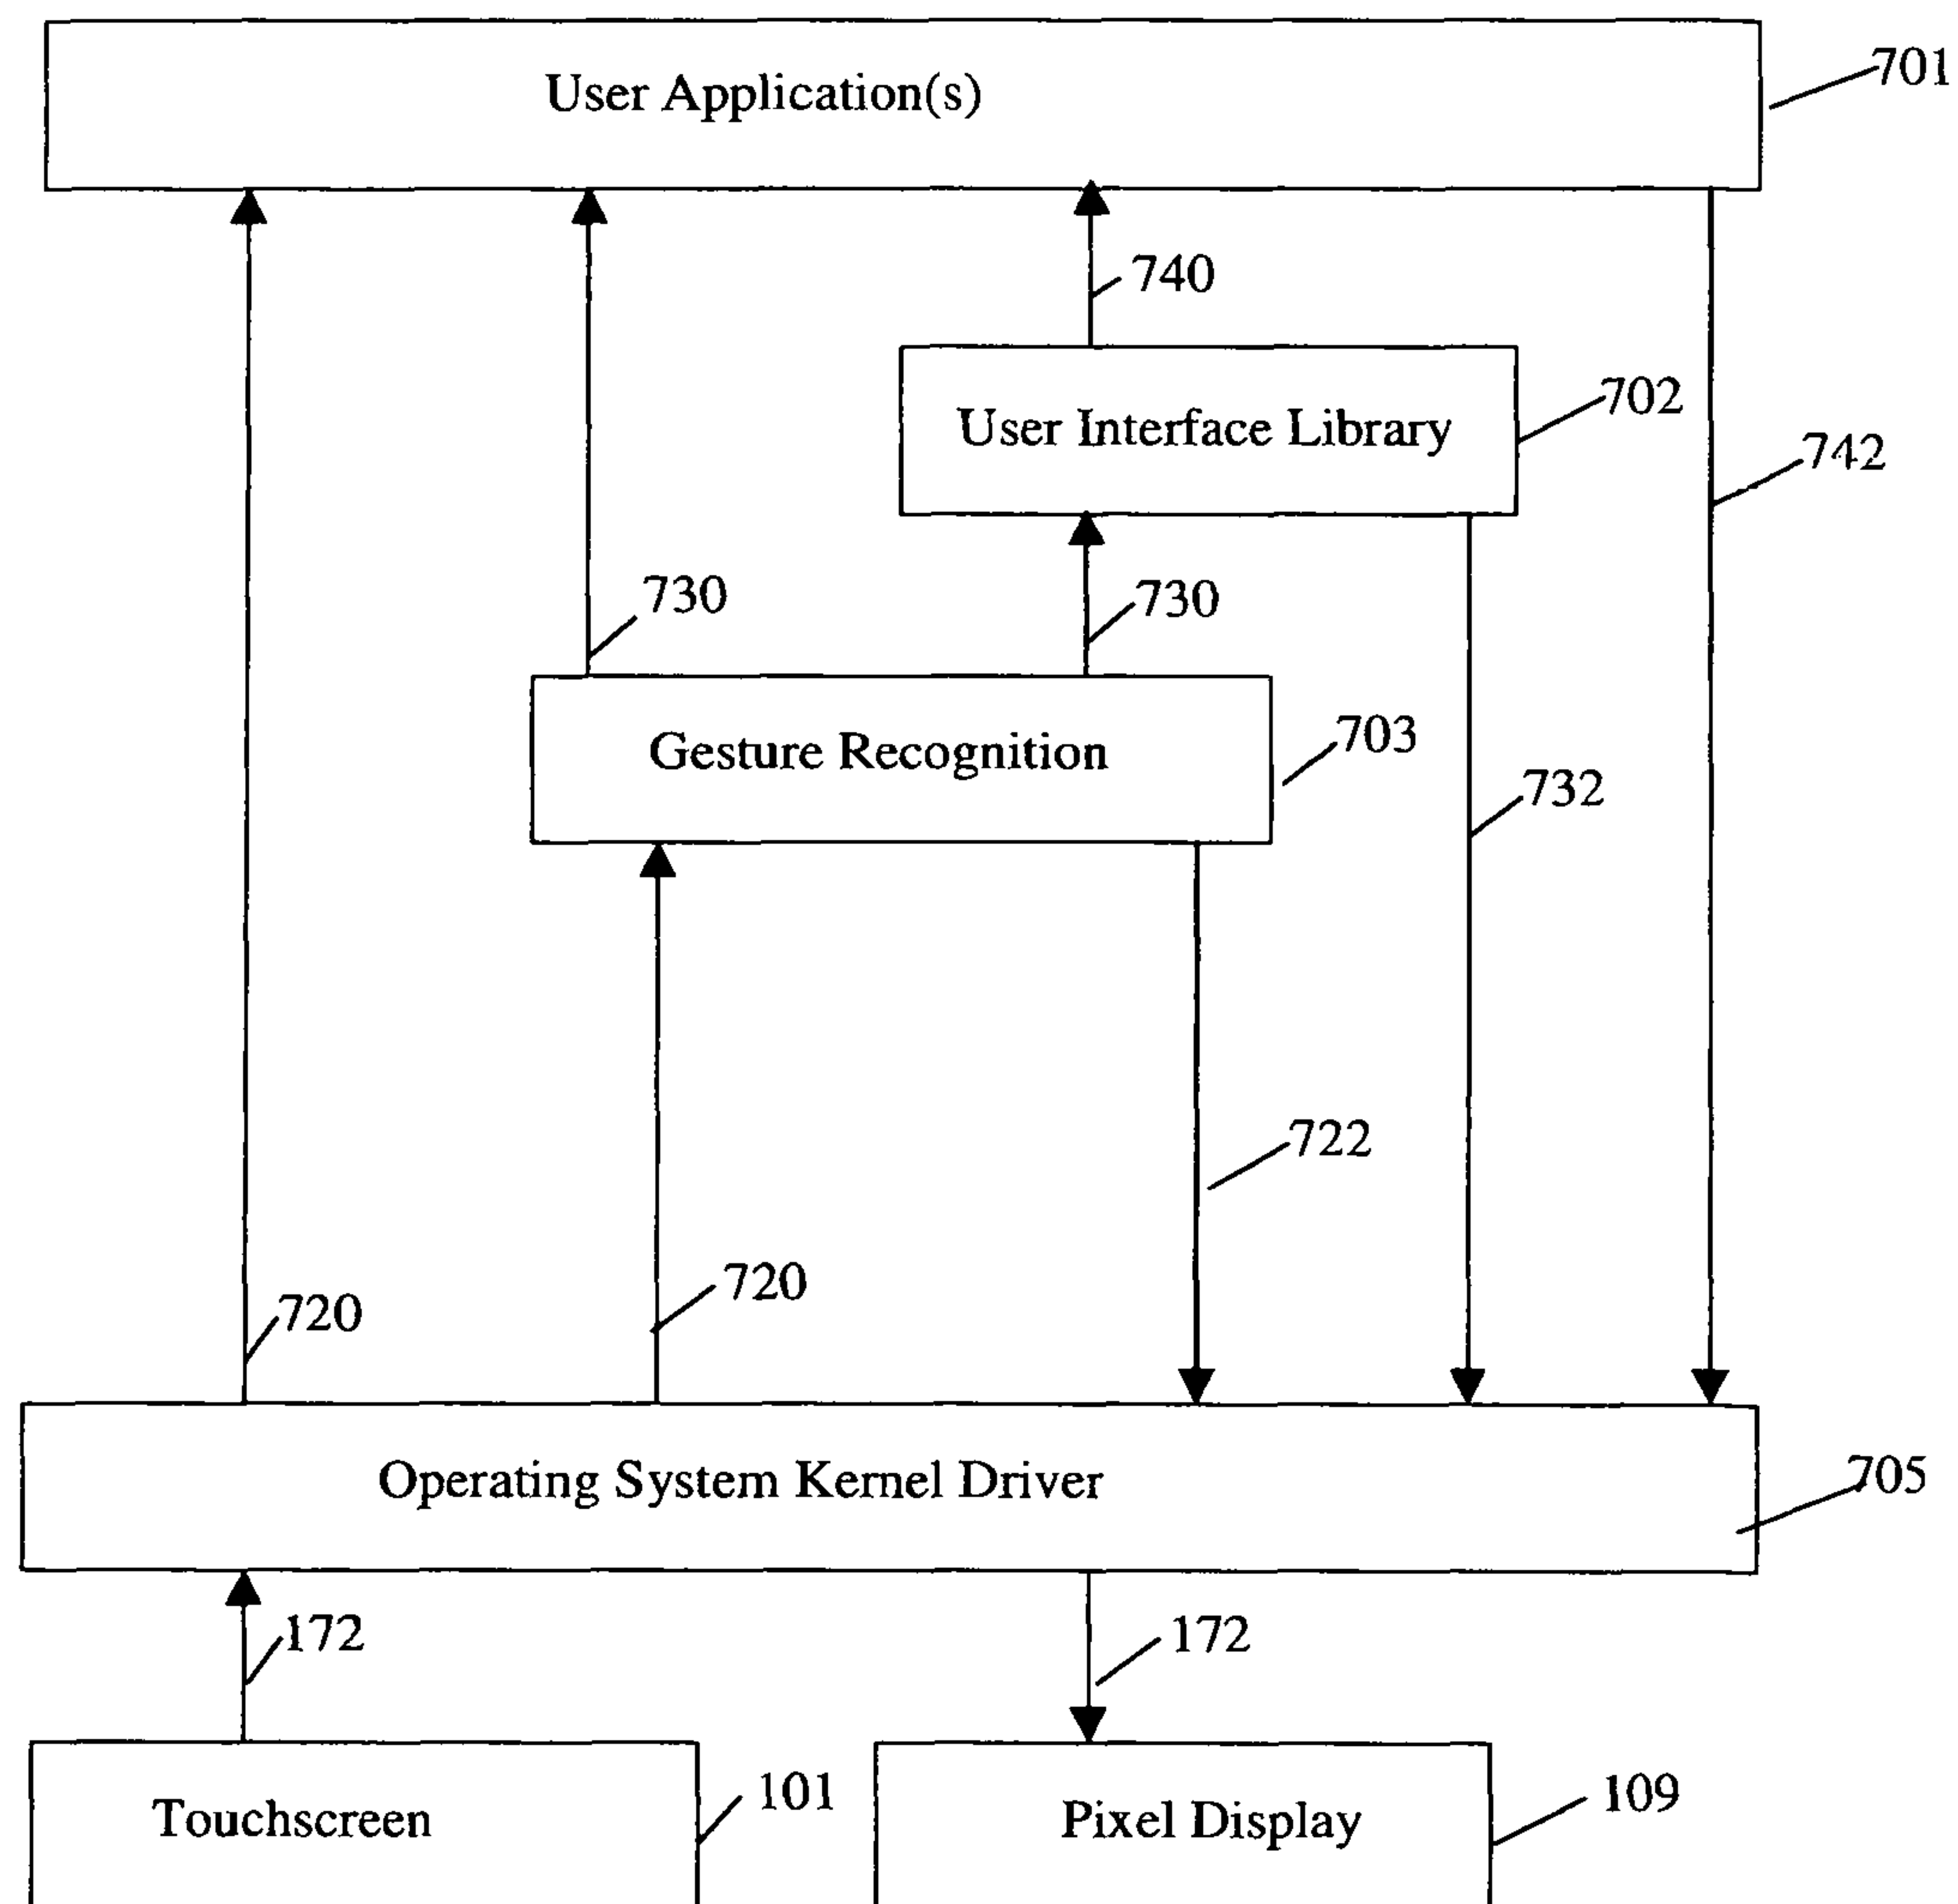 User Application(s)
701
740
User Interface Library
702
742
730
730
Gesture Recognition
703
732
722
720
720
Operating System Kernel Driver
705
172
172
Touchscreen
101
Pixel Display
109